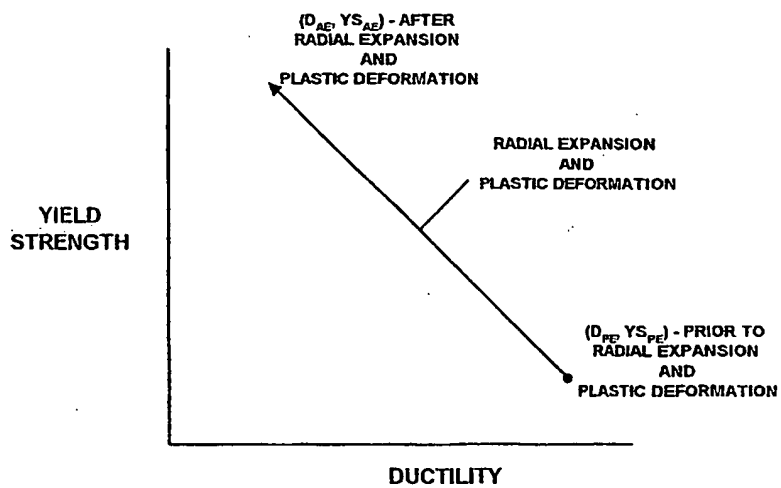 (D_AE, YS_AE) - AFTER
RADIAL EXPANSION
AND
PLASTIC DEFORMATION
RADIAL EXPANSION
AND
PLASTIC DEFORMATION
YIELD
STRENGTH
(D_PE, YS_PE) - PRIOR TO
RADIAL EXPANSION
AND
PLASTIC DEFORMATION
DUCTILITY